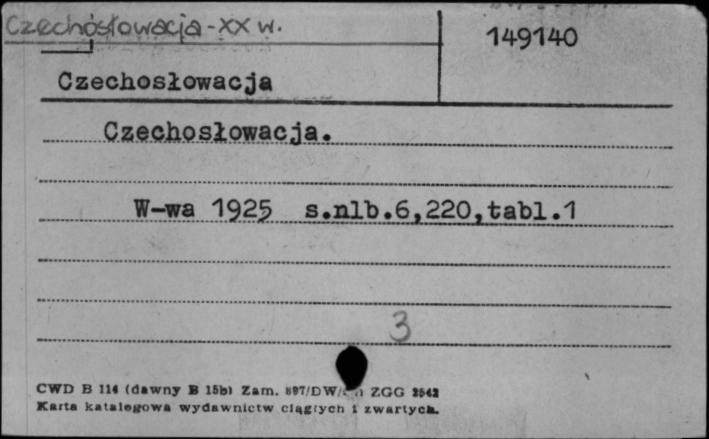 Czechosłowacja - XX w.
149140
Czechosłowacja
Czechosłowacja.
W-wa 1925 s.nlb.6,220,tabl.1
3
CWD B 114 (dawny B 15b) Zam. 897/DW/ ZGG 2542
Karta katalogowa wydawnictw ciągłych i zwartych.